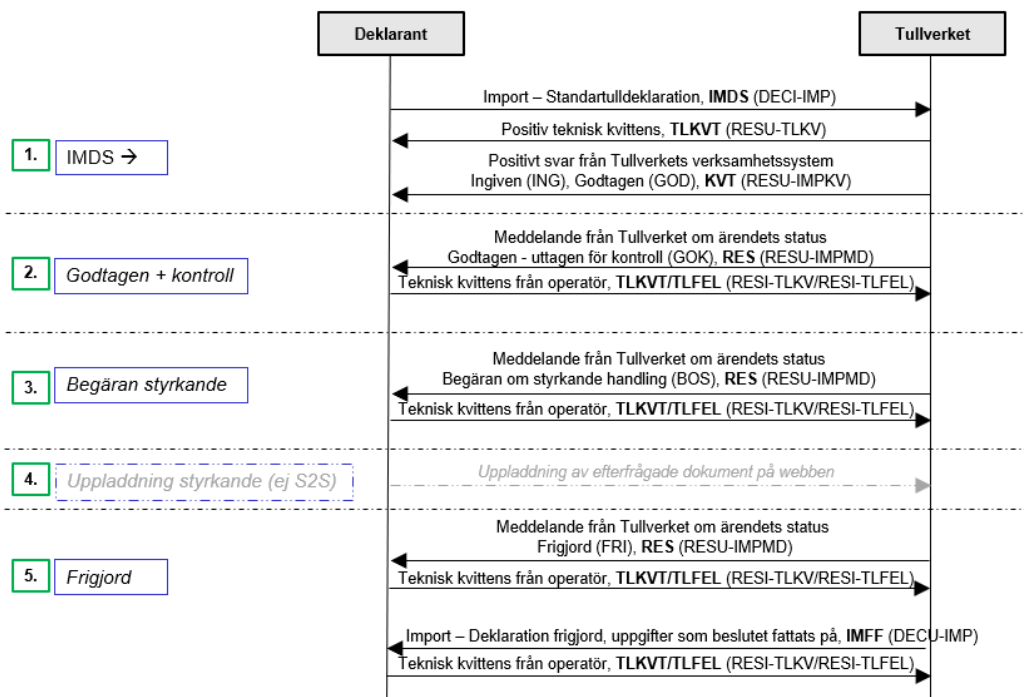 Deklarant
Tullverket
Import – Standartulldeklaration, IMDS (DECI-IMP)
Positiv teknisk kvittens, TLKVT (RESU-TLKV)
1.
IMDS →
Positivt svar från Tullverkets verksamhetssystem
Ingiven (ING), Godtagen (GOD), KVT (RESU-IMPKV)
2.
Godtagen + kontroll
Meddelande från Tullverket om ärendets status
Godtagen - uttagen för kontroll (GOK), RES (RESU-IMPMD)
Teknisk kvittens från operatör, TLKVT/TLFEL (RESI-TLKV/RESI-TLFEL)
3.
Begäran styrkande
Meddelande från Tullverket om ärendets status
Begäran om styrkande handling (BOS), RES (RESU-IMPMD)
Teknisk kvittens från operatör, TLKVT/TLFEL (RESI-TLKV/RESI-TLFEL)
4.
Uppladdning styrkande (ej S2S)
Uppladdning av efterfrågade dokument på webben
5.
Frigjord
Meddelande från Tullverket om ärendets status
Frigjord (FRI), RES (RESU-IMPMD)
Teknisk kvittens från operatör, TLKVT/TLFEL (RESI-TLKV/RESI-TLFEL)
Import – Deklaration frigjord, uppgifter som beslutet fattats på, IMFF (DECU-IMP)
Teknisk kvittens från operatör, TLKVT/TLFEL (RESI-TLKV/RESI-TLFEL)